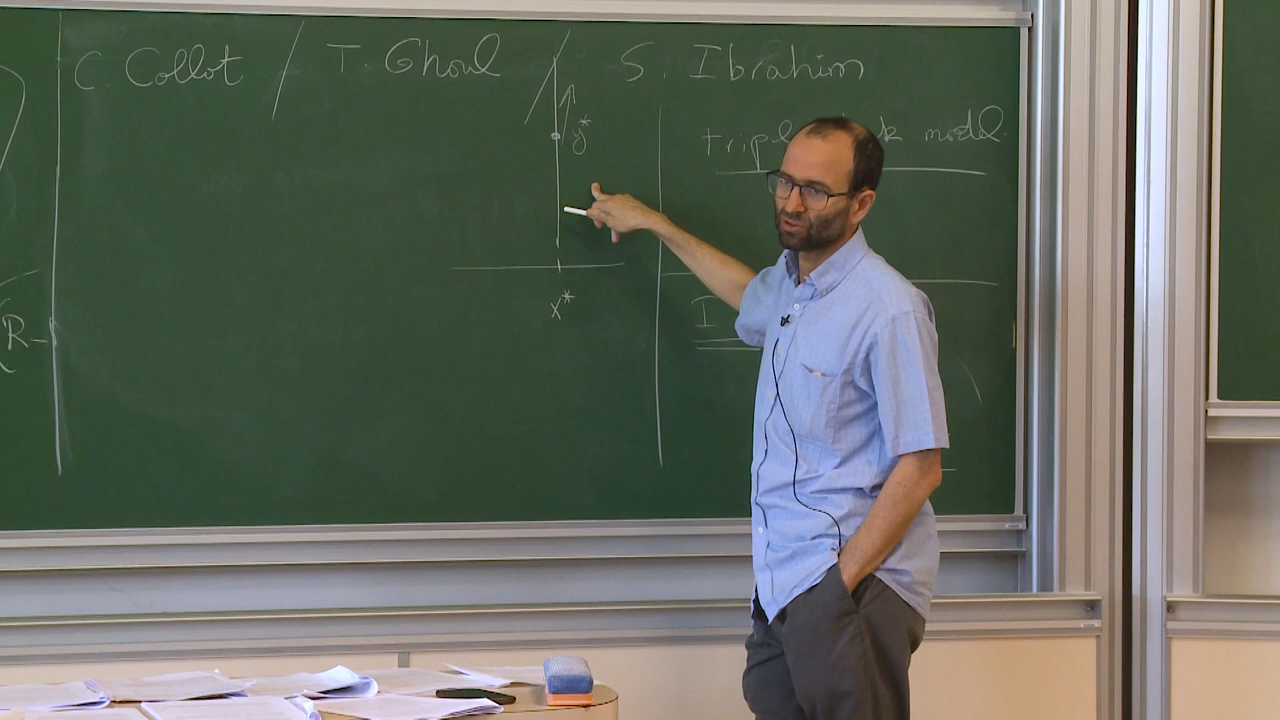 C. Collot / T. Ghoul / S. Ibrahim
y*
model
x*
I
R-